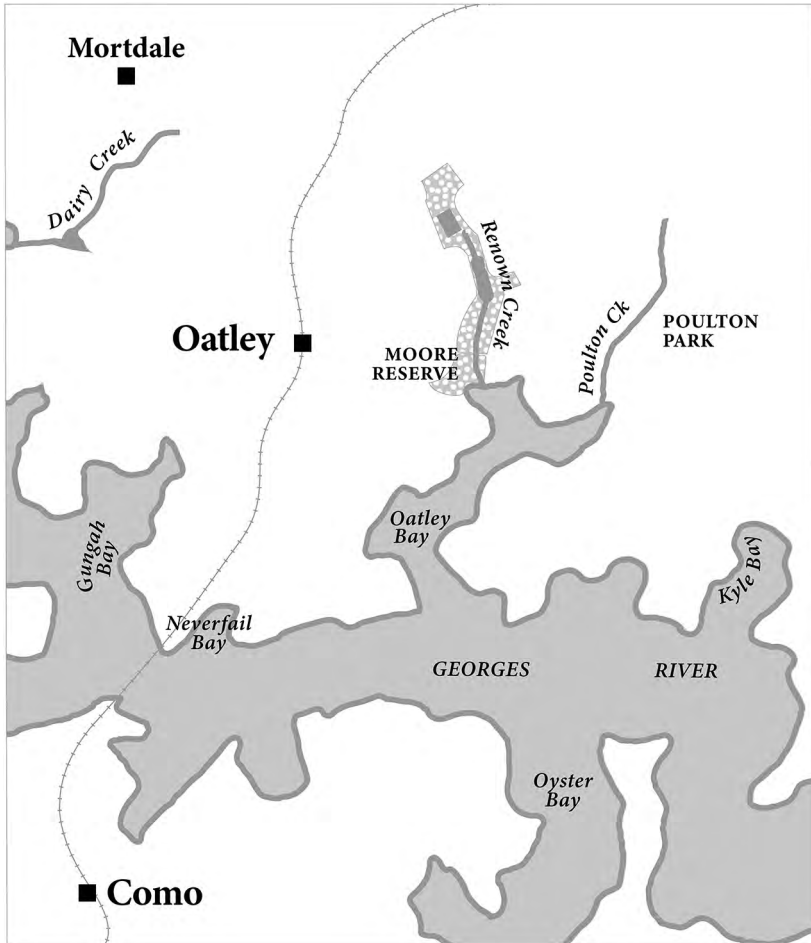 Mortdale
Dairy Creek
Renown Creek
Oatley
MOORE
RESERVE
Poulton Ck
POULTON
PARK
Gungah
Bay
Oatley
Bay
Kyle Bay
Neverfail
Bay
GEORGES RIVER
Oyster
Bay
Como